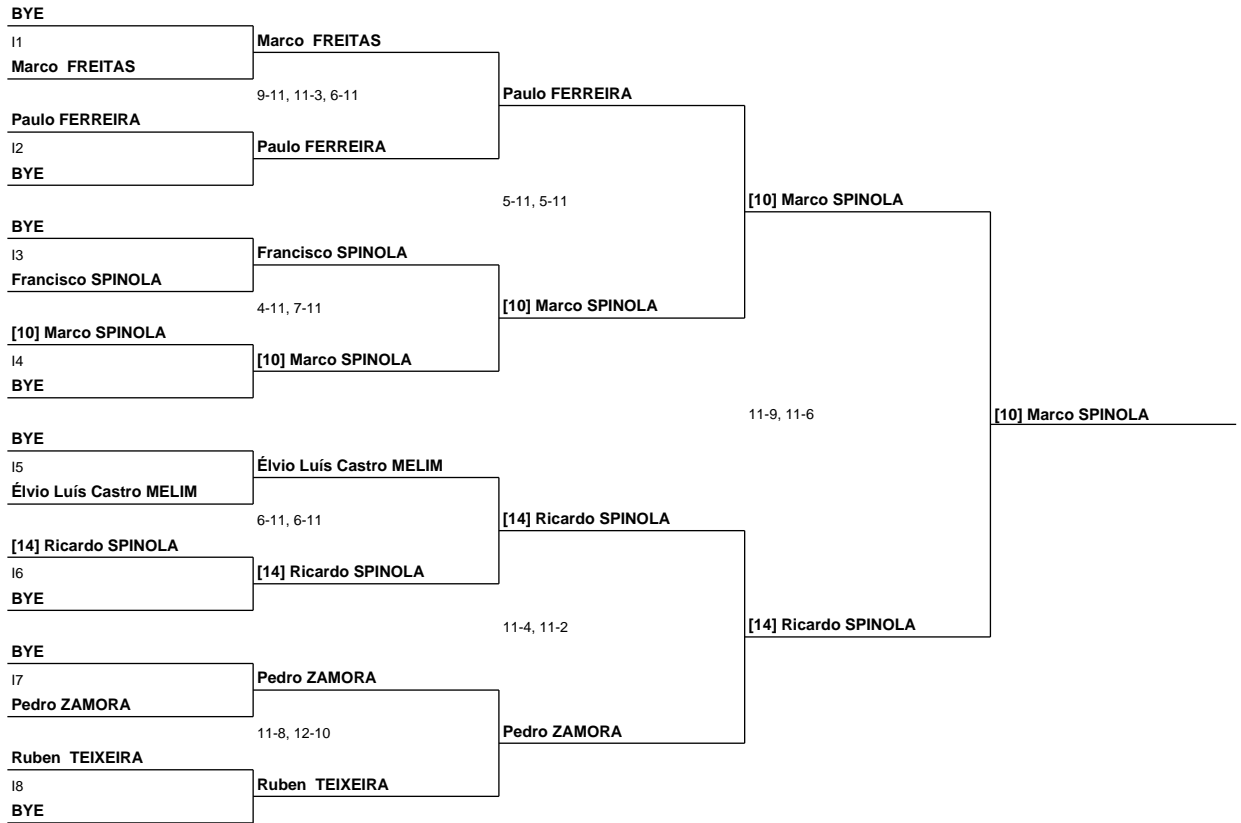 BYE
I1
Marco FREITAS
Marco FREITAS
9-11, 11-3, 6-11
Paulo FERREIRA
Paulo FERREIRA
I2
Paulo FERREIRA
BYE
5-11, 5-11
[10] Marco SPINOLA
BYE
I3
Francisco SPINOLA
Francisco SPINOLA
4-11, 7-11
[10] Marco SPINOLA
[10] Marco SPINOLA
I4
[10] Marco SPINOLA
BYE
11-9, 11-6
[10] Marco SPINOLA
BYE
I5
Élvio Luís Castro MELIM
Élvio Luís Castro MELIM
6-11, 6-11
[14] Ricardo SPINOLA
[14] Ricardo SPINOLA
I6
[14] Ricardo SPINOLA
BYE
11-4, 11-2
[14] Ricardo SPINOLA
BYE
I7
Pedro ZAMORA
Pedro ZAMORA
11-8, 12-10
Pedro ZAMORA
Ruben TEIXEIRA
I8
Ruben TEIXEIRA
BYE